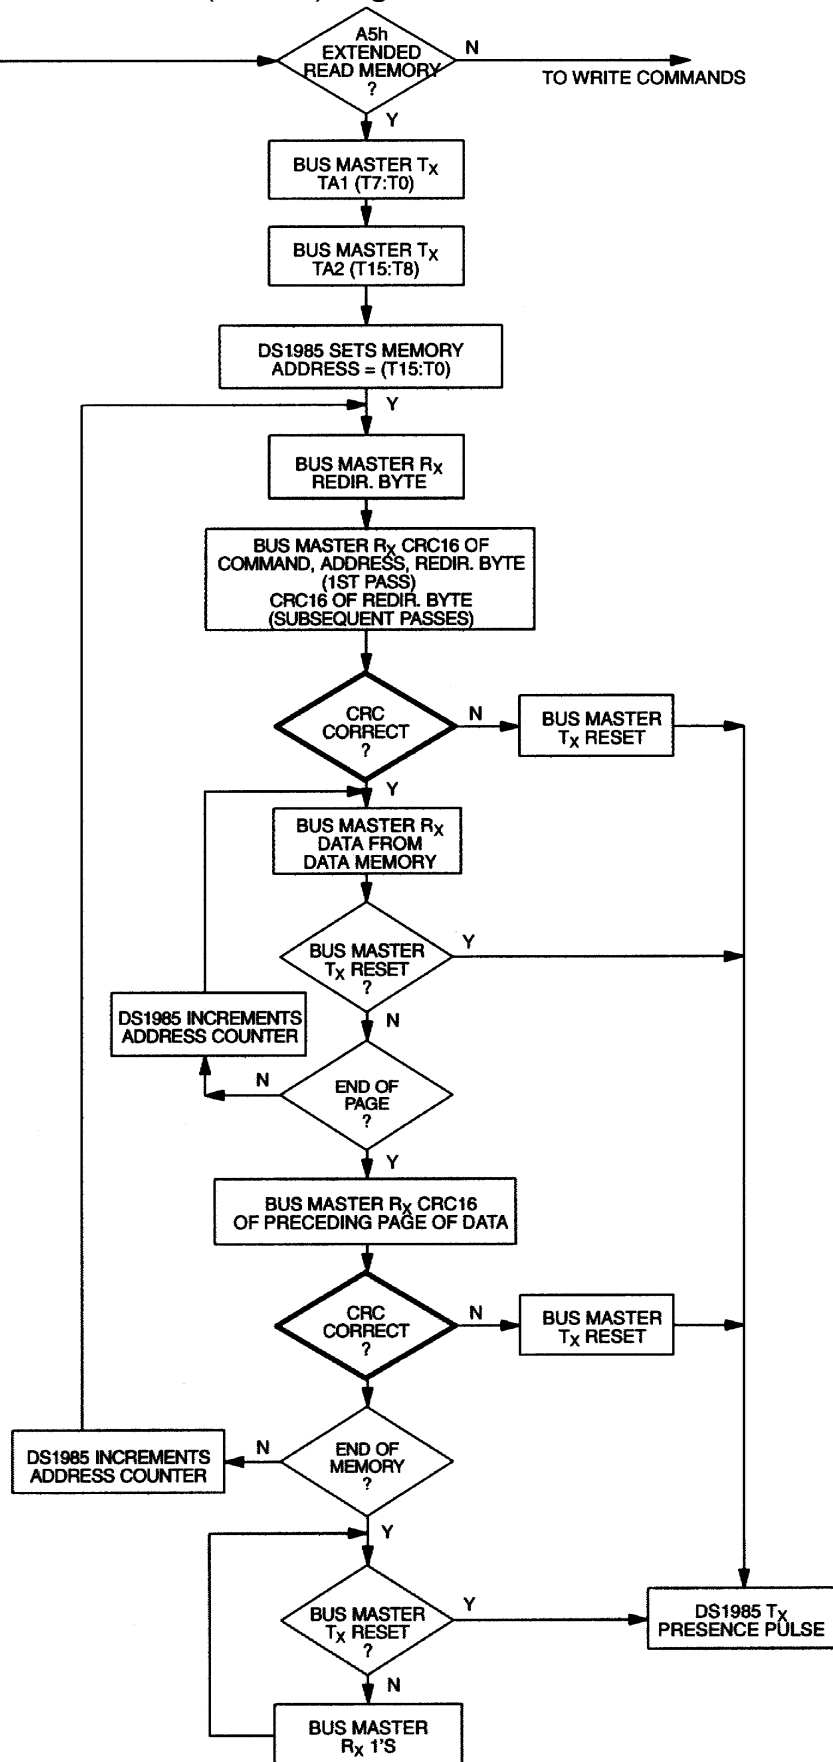 A5h
EXTENDED
READ MEMORY
?
N
TO WRITE COMMANDS
Y
BUS MASTER TX
TA1 (T7:T0)
BUS MASTER TX
TA2 (T15:T8)
DS1985 SETS MEMORY
ADDRESS = (T15:T0)
Y
BUS MASTER RX
REDIR. BYTE
BUS MASTER RX CRC16 OF
COMMAND, ADDRESS, REDIR. BYTE
(1ST PASS)
CRC16 OF REDIR. BYTE
(SUBSEQUENT PASSES)
CRC
CORRECT
?
N
BUS MASTER
TX RESET
Y
BUS MASTER RX
DATA FROM
DATA MEMORY
BUS MASTER
TX RESET
?
Y
N
DS1985 INCREMENTS
ADDRESS COUNTER
N
END OF
PAGE
?
Y
BUS MASTER RX CRC16
OF PRECEDING PAGE OF DATA
CRC
CORRECT
?
N
BUS MASTER
TX RESET
DS1985 INCREMENTS
ADDRESS COUNTER
N
END OF
MEMORY
?
Y
BUS MASTER
TX RESET
?
Y
DS1985 TX
PRESENCE PULSE
N
BUS MASTER
RX 1'S